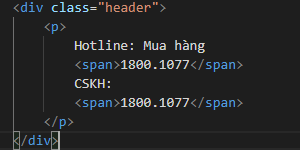 <div class="header">
<p>
Hotline: Mua hàng
<span>1800.1077</span>
CSKH:
<span>1800.1077</span>
</p>
</div>